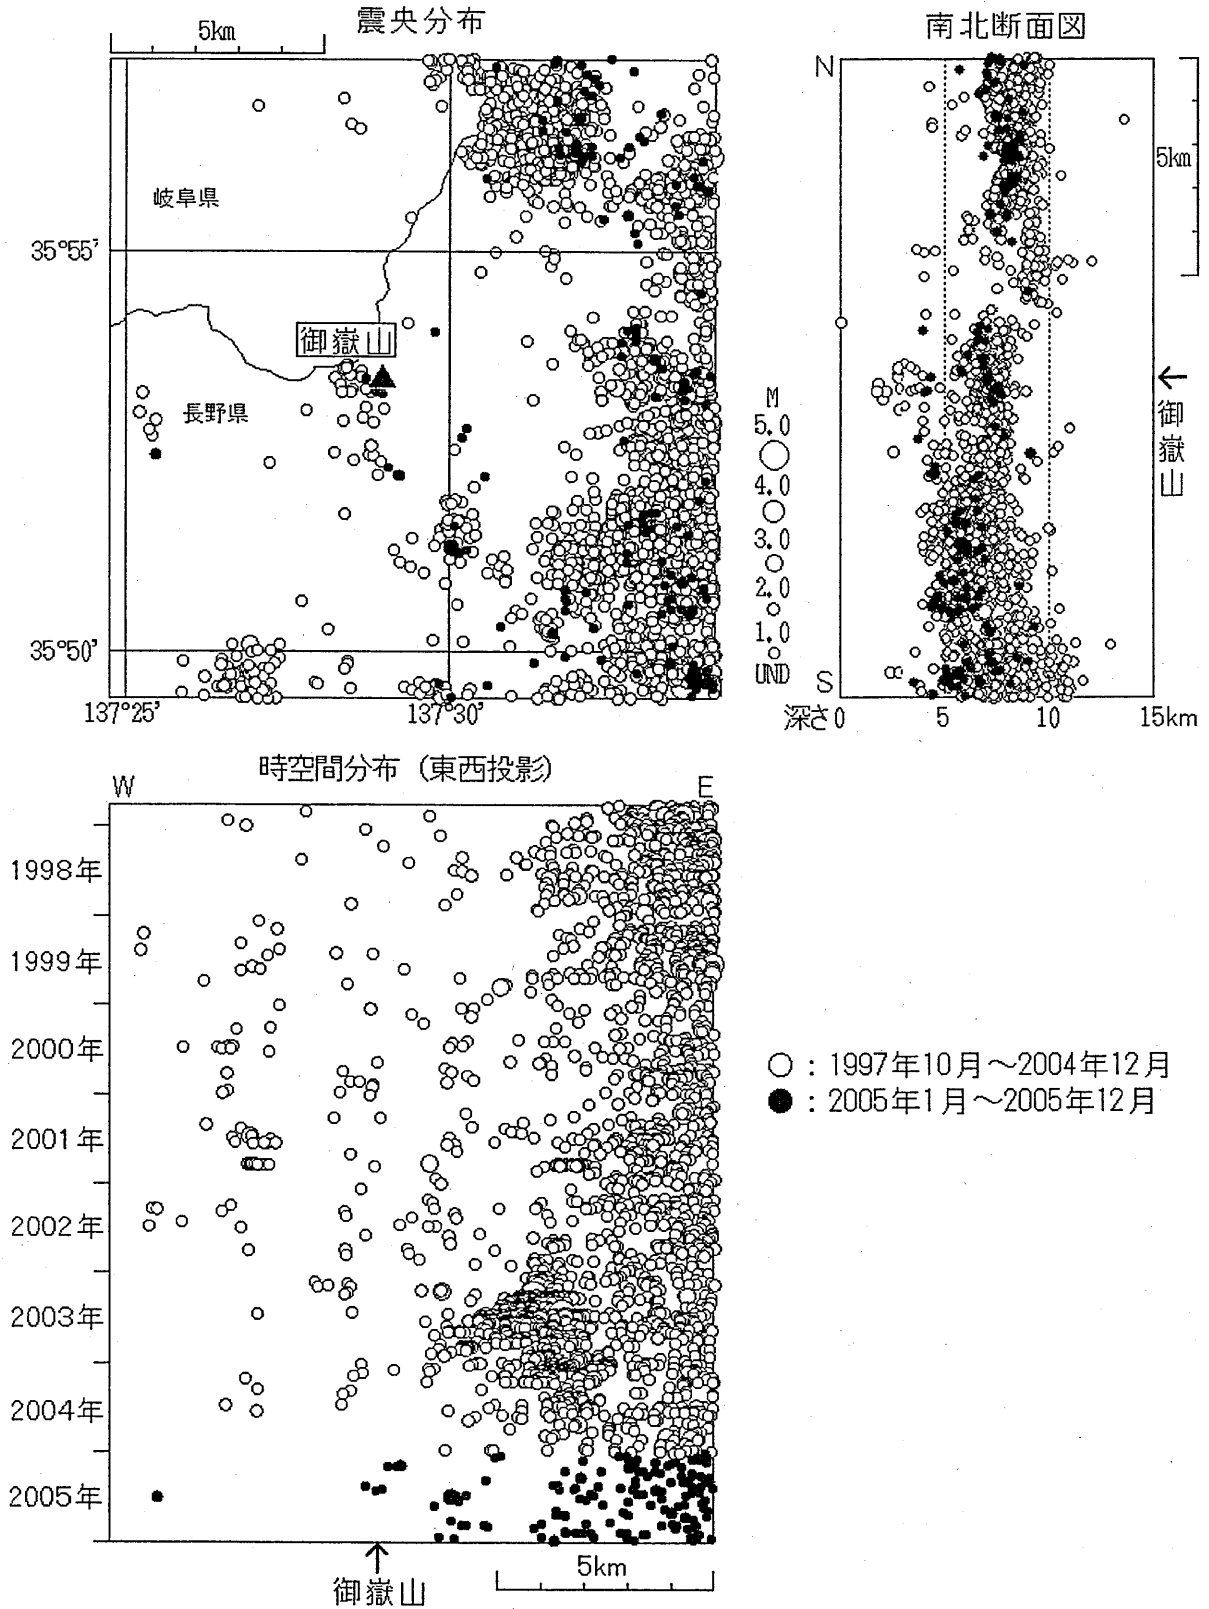 震央分布
5km
岐阜県
35°55'
御嶽山
長野県
35°50'
137°25'
137°30'
南北断面図
N
S
5km
御嶽山
深さ0
5
10
15km
M
5.0
4.0
3.0
2.0
1.0
UND
時空間分布（東西投影）
W
E
1998年
1999年
2000年
2001年
2002年
2003年
2004年
2005年
御嶽山
5km
○：1997年10月～2004年12月
●：2005年1月～2005年12月